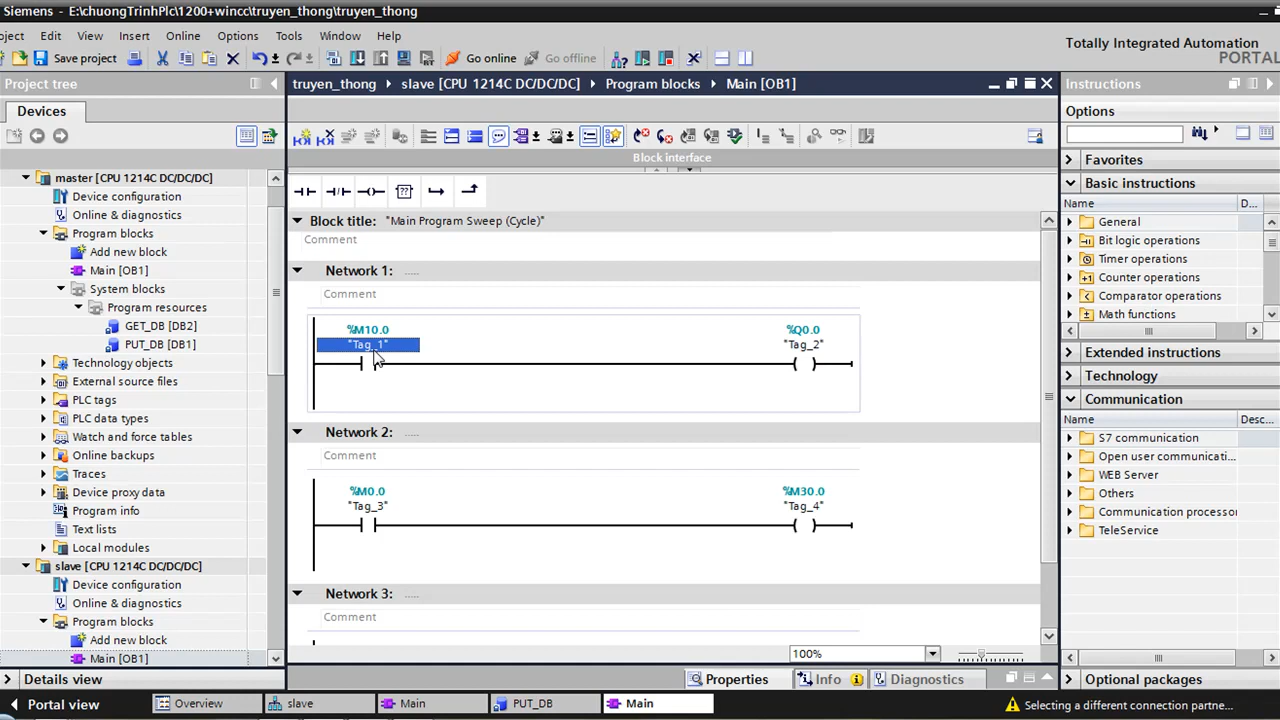 Siemens - E:\chuongTrinhPlc\1200+wincc\truyen_thong\truyen_thong
oject Edit View Insert Online Options Tools Window Help
Save project Go online Go offline
Totally Integrated Automation
PORTAL
Project tree
truyen_thong slave [CPU 1214C DC/DC/DC] Program blocks Main [OB1]
Instructions
Devices
Options
Block interface
Favorites
Basic instructions
Name D...
General
Bit logic operations
Timer operations
Counter operations
Comparator operations
Math functions
Extended instructions
Technology
Communication
Name Desc...
S7 communication
Open user communicati...
WEB Server
Others
Communication processor
TeleService
Optional packages
master [CPU 1214C DC/DC/DC]
Device configuration
Online & diagnostics
Program blocks
Add new block
Main [OB1]
System blocks
Program resources
GET_DB [DB2]
PUT_DB [DB1]
Technology objects
External source files
PLC tags
PLC data types
Watch and force tables
Online backups
Traces
Device proxy data
Program info
Text lists
Local modules
slave [CPU 1214C DC/DC/DC]
Device configuration
Online & diagnostics
Program blocks
Add new block
Main [OB1]
Details view
??
Block title: "Main Program Sweep (Cycle)"
Comment
Network 1: .....
Comment
%M10.0 %Q0.0
"Tag_1" "Tag_2"
Network 2: .....
Comment
%M0.0 %M30.0
"Tag_3" "Tag_4"
Network 3: .....
Comment
100%
Properties Info Diagnostics
Portal view Overview slave Main PUT_DB Main
Selecting a different connection partne...